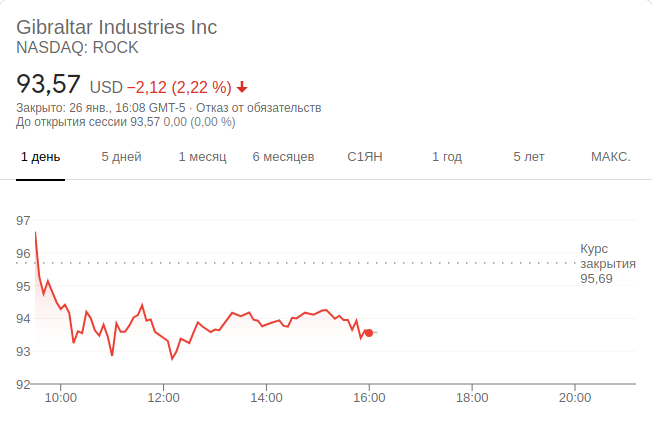 Gibraltar Industries Inc
NASDAQ: ROCK
93,57 USD −2,12 (2,22 %)
Закрыто: 26 янв., 16:08 GMT-5 · Отказ от обязательств
До открытия сессии 93,57 0,00 (0,00 %)
1 день 5 дней 1 месяц 6 месяцев С1ЯН 1 год 5 лет МАКС.
97
96
95
94
93
92
Курс
закрытия
95,69
10:00 12:00 14:00 16:00 18:00 20:00